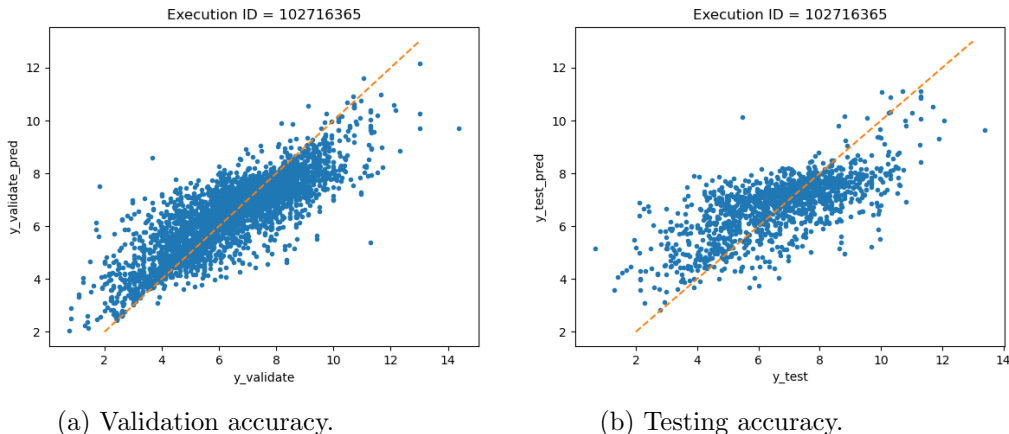 Execution ID = 102716365
12
10
8
6
4
2
y_validate_pred
2 4 6 8 10 12 14
y_validate
(a) Validation accuracy.
Execution ID = 102716365
12
10
8
6
4
2
y_test_pred
2 4 6 8 10 12 14
y_test
(b) Testing accuracy.